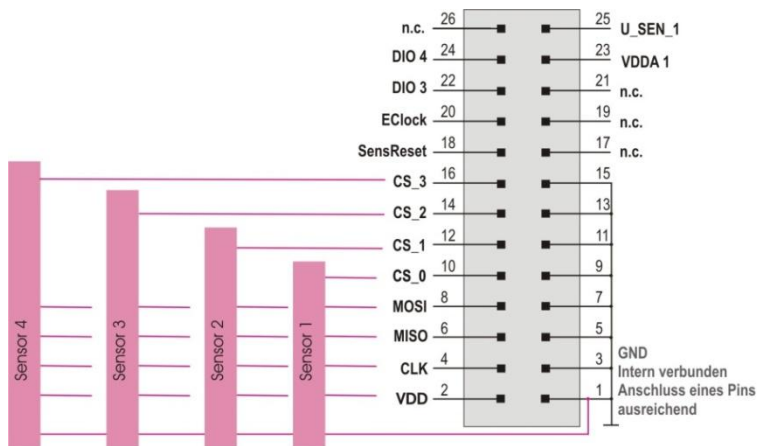 n.c. 26 25 U_SEN_1
DIO 4 24 23 VDDA 1
DIO 3 22 21 n.c.
EClock 20 19 n.c.
SensReset 18 17 n.c.
CS_3 16 15
CS_2 14 13
CS_1 12 11
CS_0 10 9
MOSI 8 7
MISO 6 5
CLK 4 3
VDD 2 1
GND
Intern verbunden
Anschluss eines Pins
ausreichend
Sensor 4
Sensor 3
Sensor 2
Sensor 1